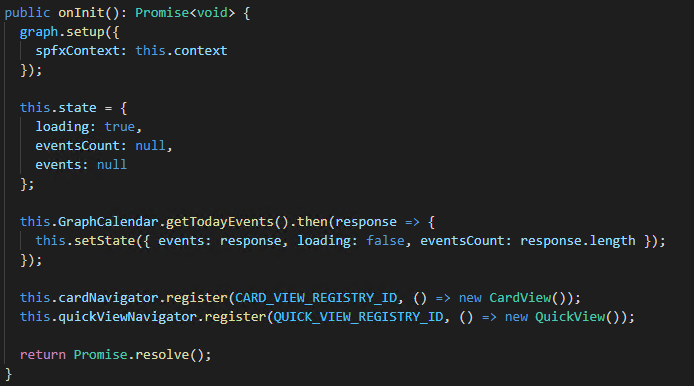 public onInit(): Promise<void> {
  graph.setup({
    spfxContext: this.context
  });

  this.state = {
    loading: true,
    eventsCount: null,
    events: null
  };

  this.GraphCalendar.getTodayEvents().then(response => {
    this.setState({ events: response, loading: false, eventsCount: response.length });
  });

  this.cardNavigator.register(CARD_VIEW_REGISTRY_ID, () => new CardView());
  this.quickViewNavigator.register(QUICK_VIEW_REGISTRY_ID, () => new QuickView());

  return Promise.resolve();
}